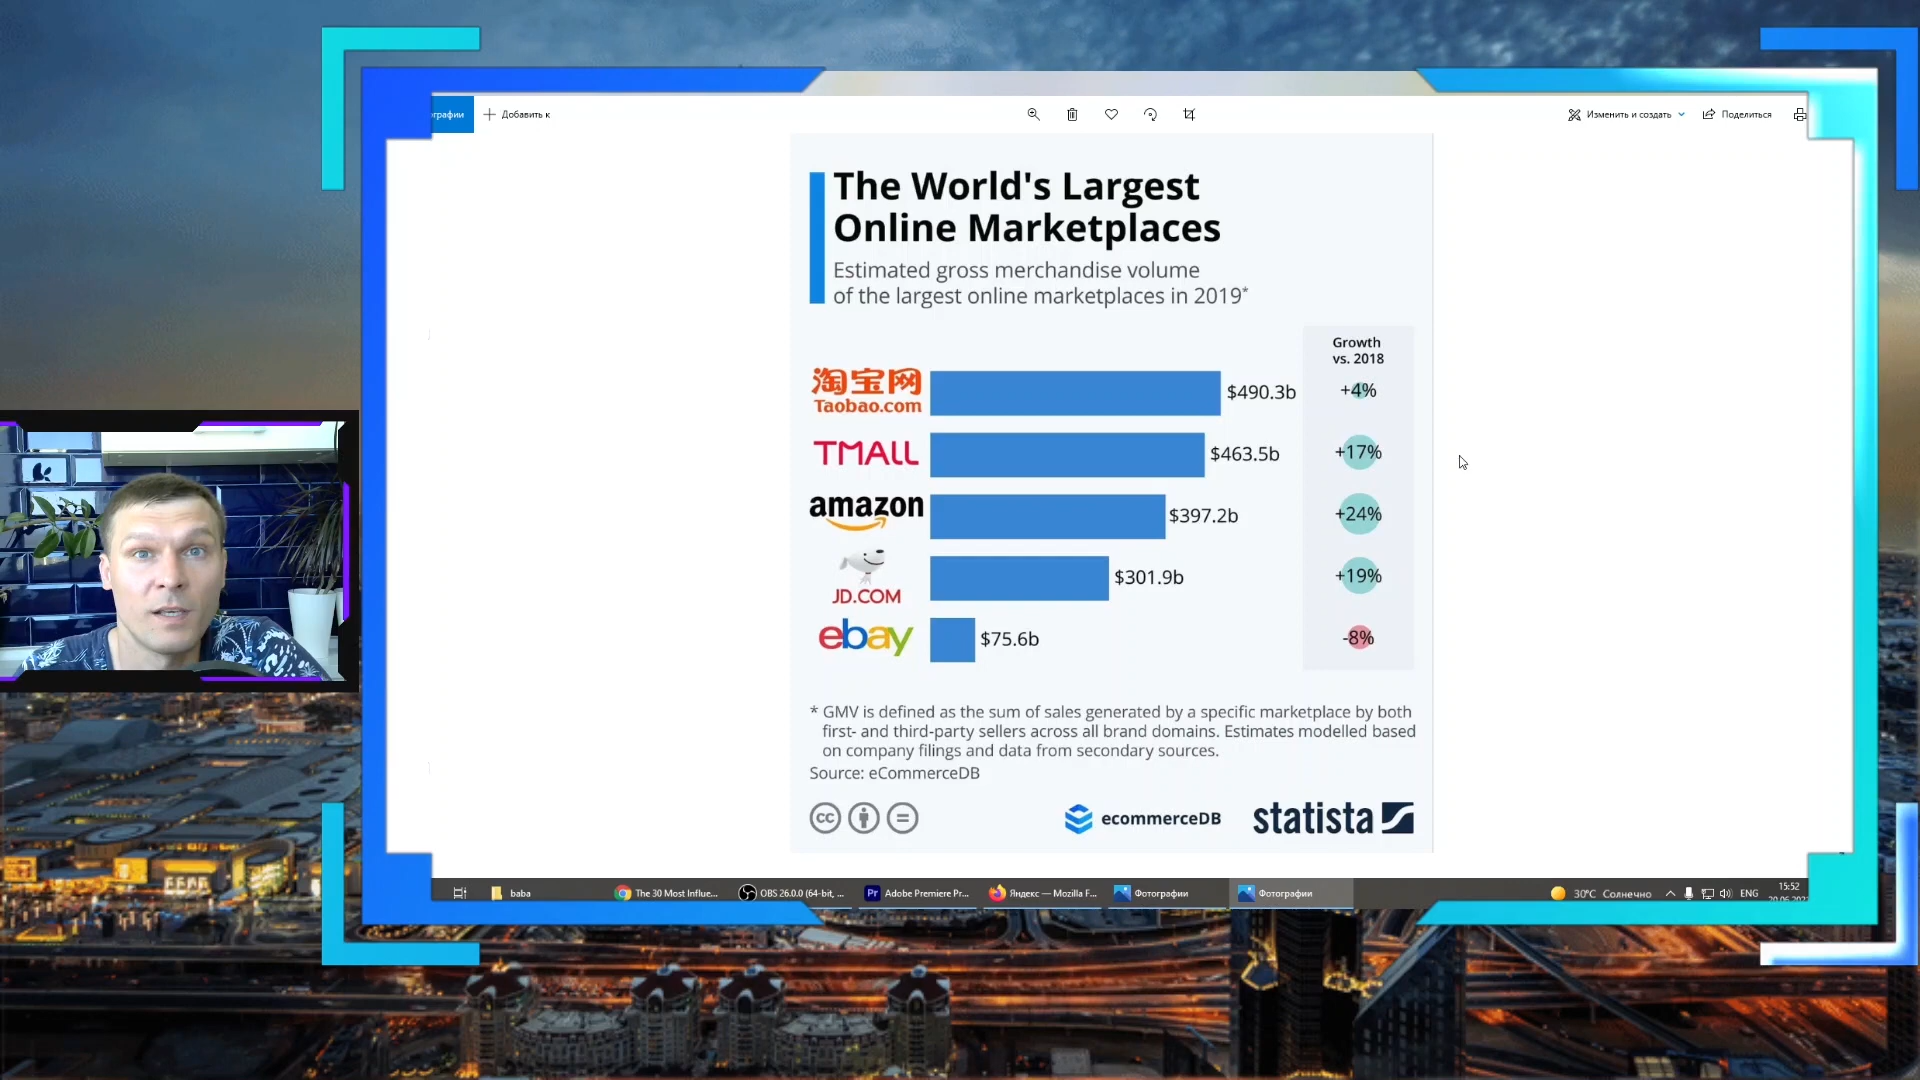 ографии
Добавить к
Изменить и создать
Поделиться
The World's Largest
Online Marketplaces
Estimated gross merchandise volume
of the largest online marketplaces in 2019*
Growth
vs. 2018
淘宝网
Taobao.com
$490.3b
+4%
TMALL
$463.5b
+17%
amazon
$397.2b
+24%
JD.COM
$301.9b
+19%
ebay
$75.6b
-8%
* GMV is defined as the sum of sales generated by a specific marketplace by both
first- and third-party sellers across all brand domains. Estimates modelled based
on company filings and data from secondary sources.
Source: eCommerceDB
cc
ecommerceDB
statista
baba
The 30 Most Influe...
OBS 26.0.0 (64-bit, ...
Pr
Adobe Premiere Pr...
Яндекс — Mozilla F...
Фотографии
Фотографии
30°C Солнечно
ENG
15:52